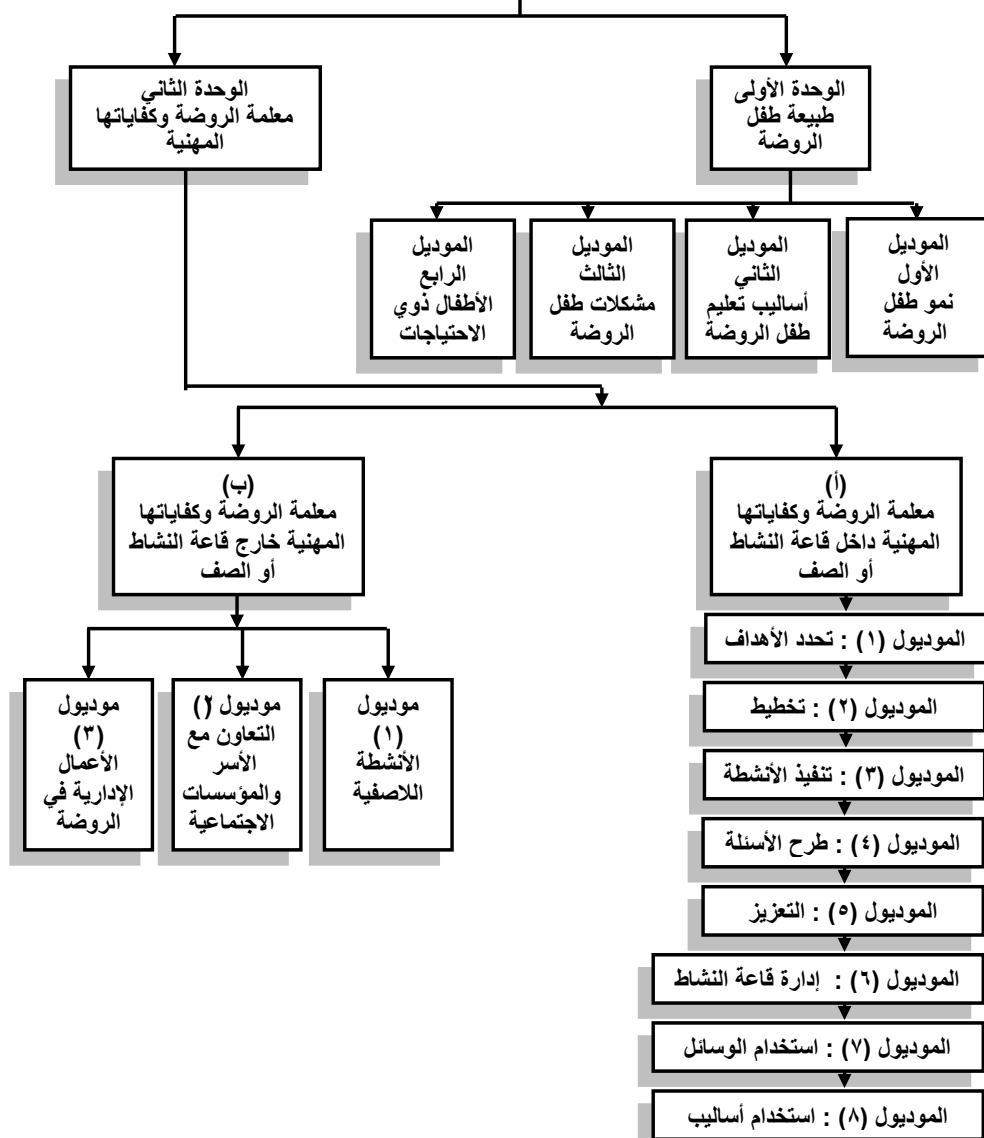 الوحدة الأولى
طبيعة طفل
الروضة
الوحدة الثاني
معلمة الروضة وكفاياتها
المهنية
الموديل
الأول
نمو طفل
الروضة
الموديل
الثاني
أساليب تعليم
طفل الروضة
الموديل
الثالث
مشكلات طفل
الروضة
الموديل
الرابع
الأطفال ذوي
الاحتياجات
(أ)
معلمة الروضة وكفاياتها
المهنية داخل قاعة النشاط
أو الصف
(ب)
معلمة الروضة وكفاياتها
المهنية خارج قاعة النشاط
أو الصف
الموديول (١) : تحدد الأهداف
الموديول (٢) : تخطيط
الموديول (٣) : تنفيذ الأنشطة
الموديول (٤) : طرح الأسئلة
الموديول (٥) : التعزيز
الموديول (٦) : إدارة قاعة النشاط
الموديول (٧) : استخدام الوسائل
الموديول (٨) : استخدام أساليب
موديول
(١)
الأنشطة
اللاصفية
موديول (٢)
التعاون مع
الأسر
والمؤسسات
الاجتماعية
موديول
(٣)
الأعمال
الإدارية في
الروضة